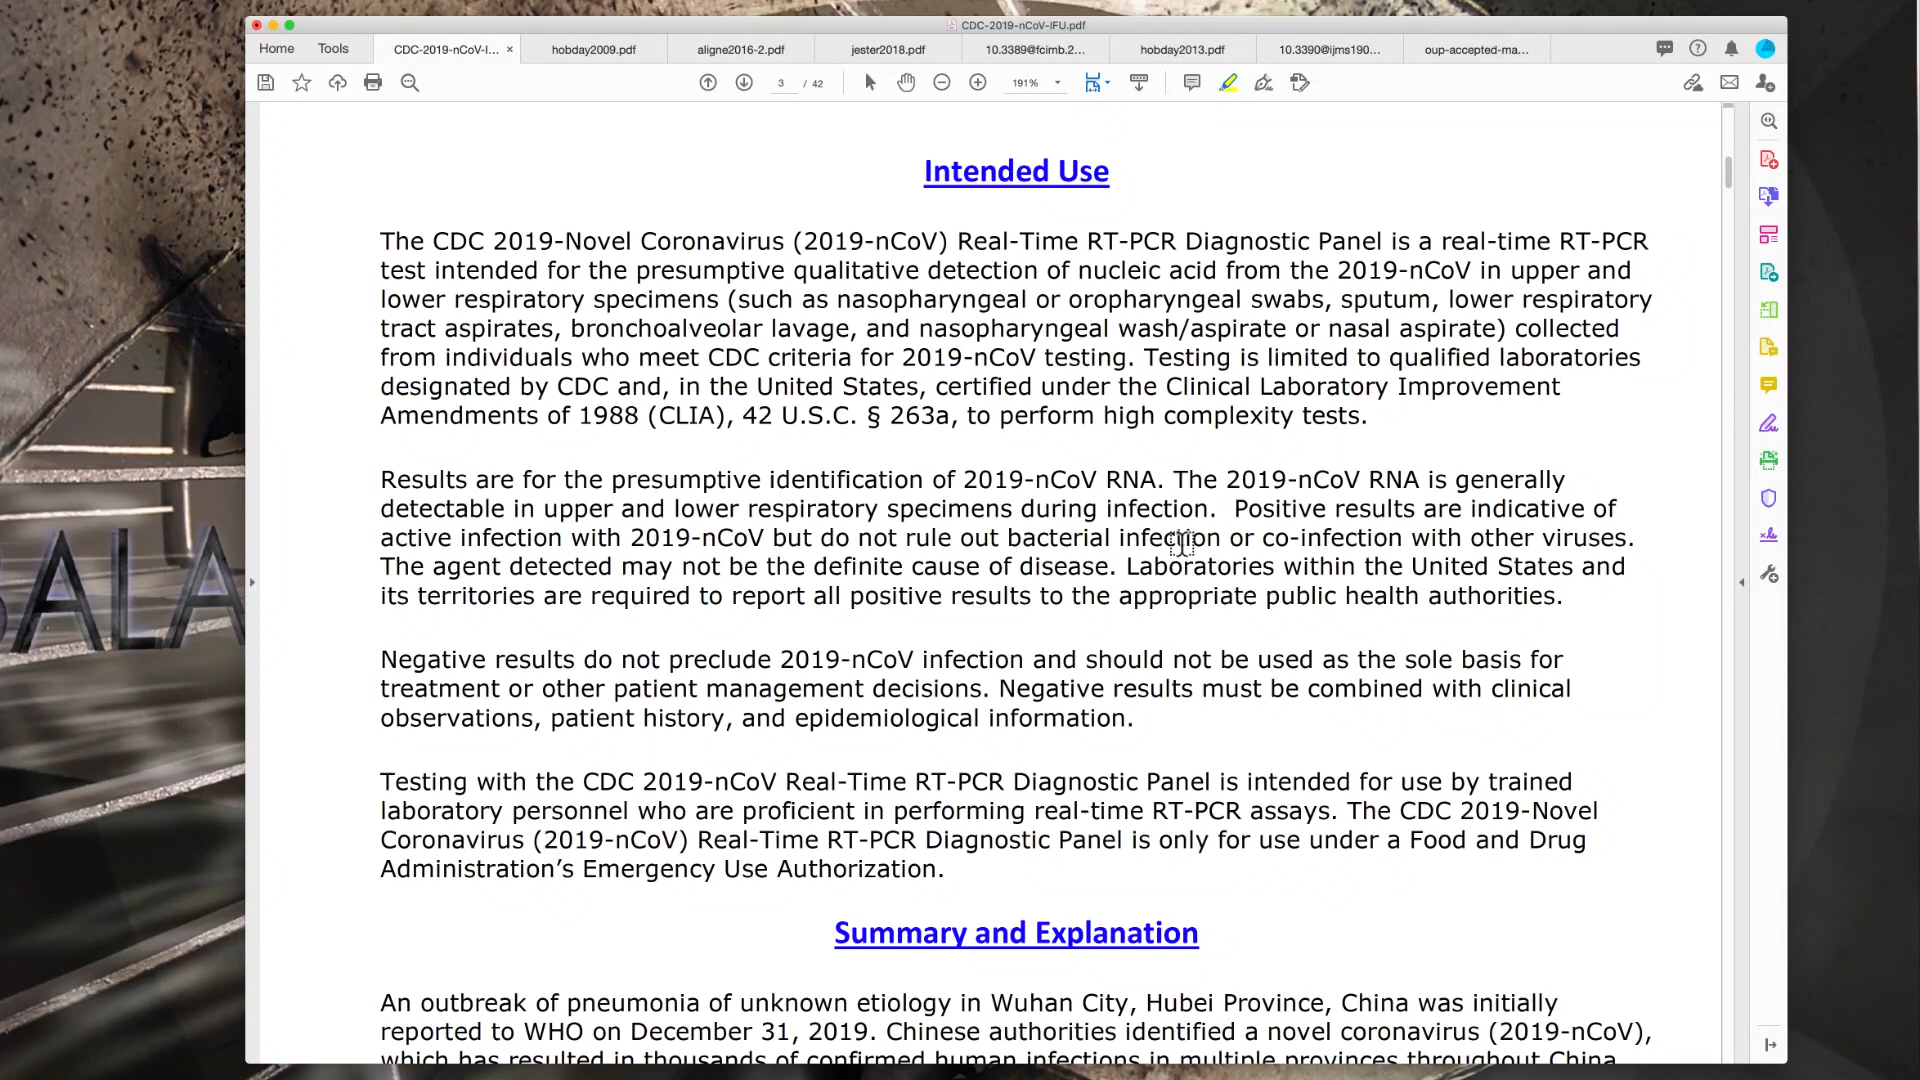 CDC-2019-nCoV-IFU.pdf
Home
Tools
CDC-2019-nCoV-I...
hobday2009.pdf
aligne2016-2.pdf
jester2018.pdf
10.3389@fcimb.2...
hobday2013.pdf
10.3390@ijms190...
oup-accepted-ma...
3 / 42
191%
Intended Use
The CDC 2019-Novel Coronavirus (2019-nCoV) Real-Time RT-PCR Diagnostic Panel is a real-time RT-PCR
test intended for the presumptive qualitative detection of nucleic acid from the 2019-nCoV in upper and
lower respiratory specimens (such as nasopharyngeal or oropharyngeal swabs, sputum, lower respiratory
tract aspirates, bronchoalveolar lavage, and nasopharyngeal wash/aspirate or nasal aspirate) collected
from individuals who meet CDC criteria for 2019-nCoV testing. Testing is limited to qualified laboratories
designated by CDC and, in the United States, certified under the Clinical Laboratory Improvement
Amendments of 1988 (CLIA), 42 U.S.C. § 263a, to perform high complexity tests.
Results are for the presumptive identification of 2019-nCoV RNA. The 2019-nCoV RNA is generally
detectable in upper and lower respiratory specimens during infection.  Positive results are indicative of
active infection with 2019-nCoV but do not rule out bacterial infection or co-infection with other viruses.
The agent detected may not be the definite cause of disease. Laboratories within the United States and
its territories are required to report all positive results to the appropriate public health authorities.
Negative results do not preclude 2019-nCoV infection and should not be used as the sole basis for
treatment or other patient management decisions. Negative results must be combined with clinical
observations, patient history, and epidemiological information.
Testing with the CDC 2019-nCoV Real-Time RT-PCR Diagnostic Panel is intended for use by trained
laboratory personnel who are proficient in performing real-time RT-PCR assays. The CDC 2019-Novel
Coronavirus (2019-nCoV) Real-Time RT-PCR Diagnostic Panel is only for use under a Food and Drug
Administration’s Emergency Use Authorization.
Summary and Explanation
An outbreak of pneumonia of unknown etiology in Wuhan City, Hubei Province, China was initially
reported to WHO on December 31, 2019. Chinese authorities identified a novel coronavirus (2019-nCoV),
which has resulted in thousands of confirmed human infections in multiple provinces throughout China
SALA